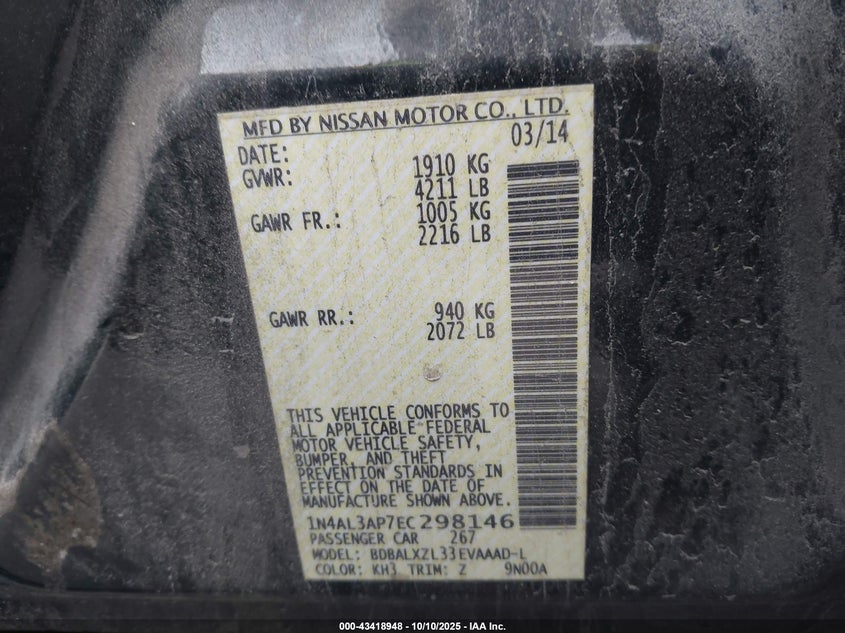 MFD BY NISSAN MOTOR CO., LTD.
DATE: 03/14
GVWR: 1910 KG
4211 LB
GAWR FR.: 1005 KG
2216 LB
GAWR RR.: 940 KG
2072 LB
THIS VEHICLE CONFORMS TO
ALL APPLICABLE FEDERAL
MOTOR VEHICLE SAFETY,
BUMPER, AND THEFT
PREVENTION STANDARDS IN
EFFECT ON THE DATE OF
MANUFACTURE SHOWN ABOVE.
1N4AL3AP7EC298146
PASSENGER CAR 267
MODEL: BDBALXZL33EVAAAD-L
COLOR: KH3 TRIM: Z 9N00A
000-43418948 - 10/10/2025 - IAA Inc.